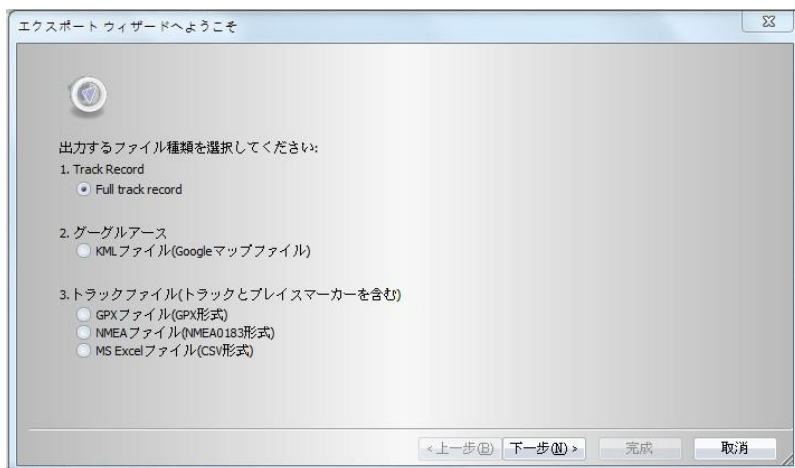 エクスポート ウィザードへようこそ
出力するファイル種類を選択してください:
1. Track Record
Full track record
2. グーグルアース
KMLファイル(Googleマップファイル)
3.トラックファイル(トラックとプレイスマーカーを含む)
GPXファイル(GPX形式)
NMEAファイル(NMEA0183形式)
MS Excelファイル(CSV形式)
<上一步(B) 下一步(N)> 完成 取消